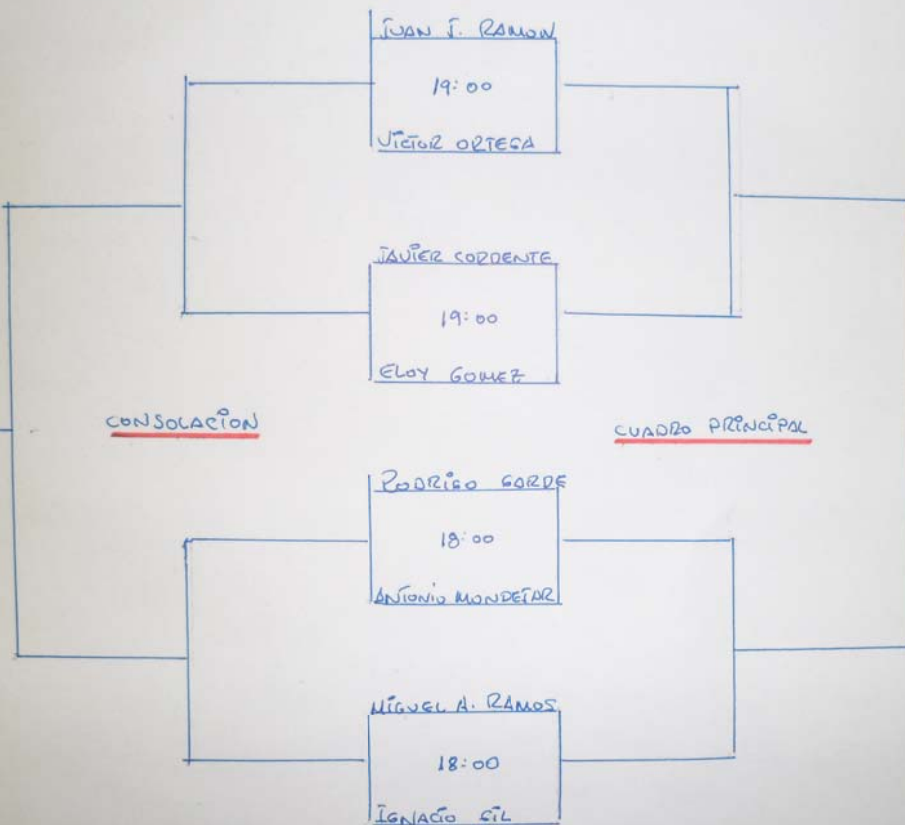 JUAN J. RAMON
19:00
VICTOR ORTEGA
JAVIER CORDENTE
19:00
ELOY GOMEZ
CONSOLACION
CUADRO PRINCIPAL
RODRIGO GARDE
18:00
ANTONIO MONDEJAR
MIGUEL A. RAMOS
18:00
IGNACIO GIL